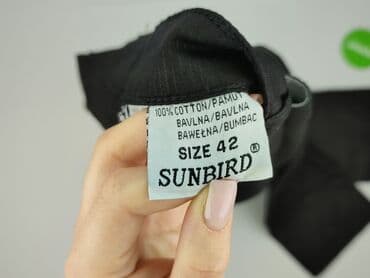 100% COTTON/PAMUT
BAVLNA/BAVLNA
BAWEŁNA/BUMBAC
SIZE 42
SUNBIRD®